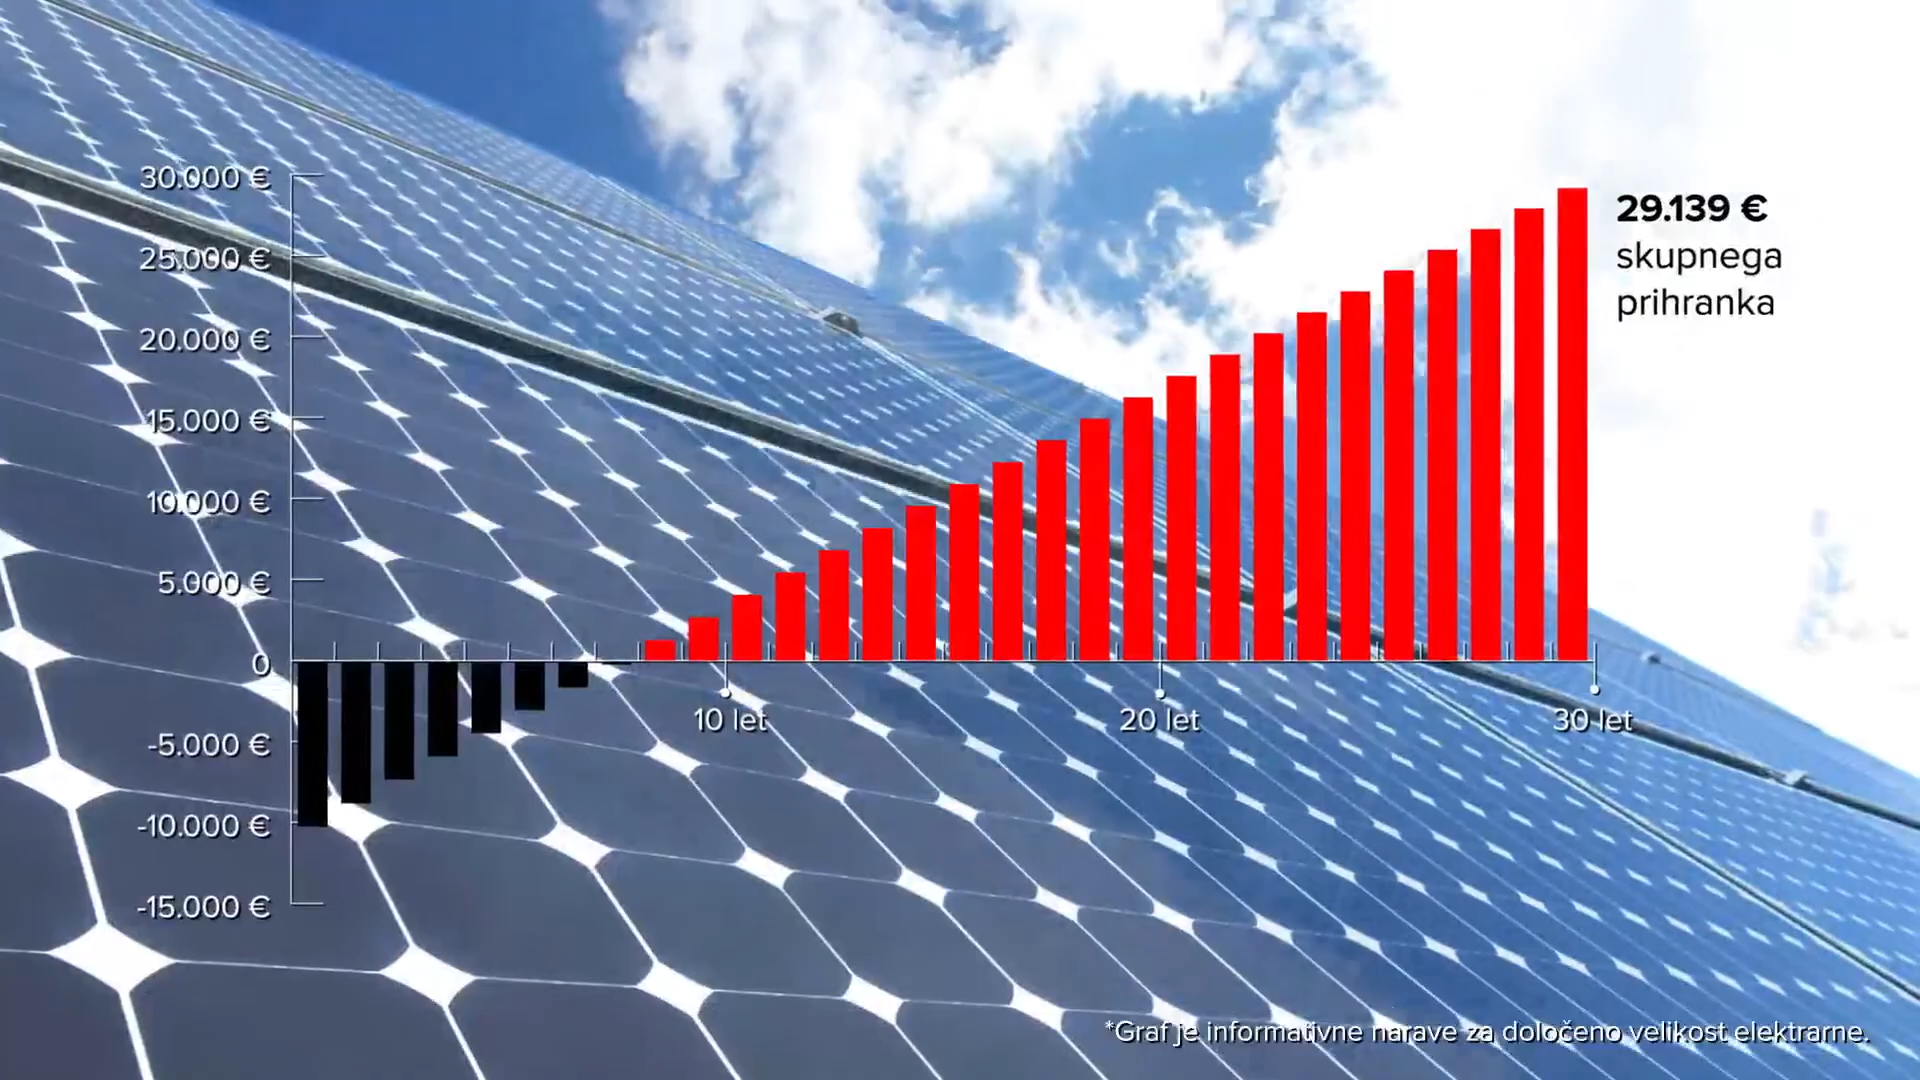 30.000 €
25.000 €
20.000 €
15.000 €
10.000 €
5.000 €
0
-5.000 €
-10.000 €
-15.000 €
10 let
20 let
30 let
29.139 €
skupnega
prihranka
*Graf je informativne narave za določeno velikost elektrarne.